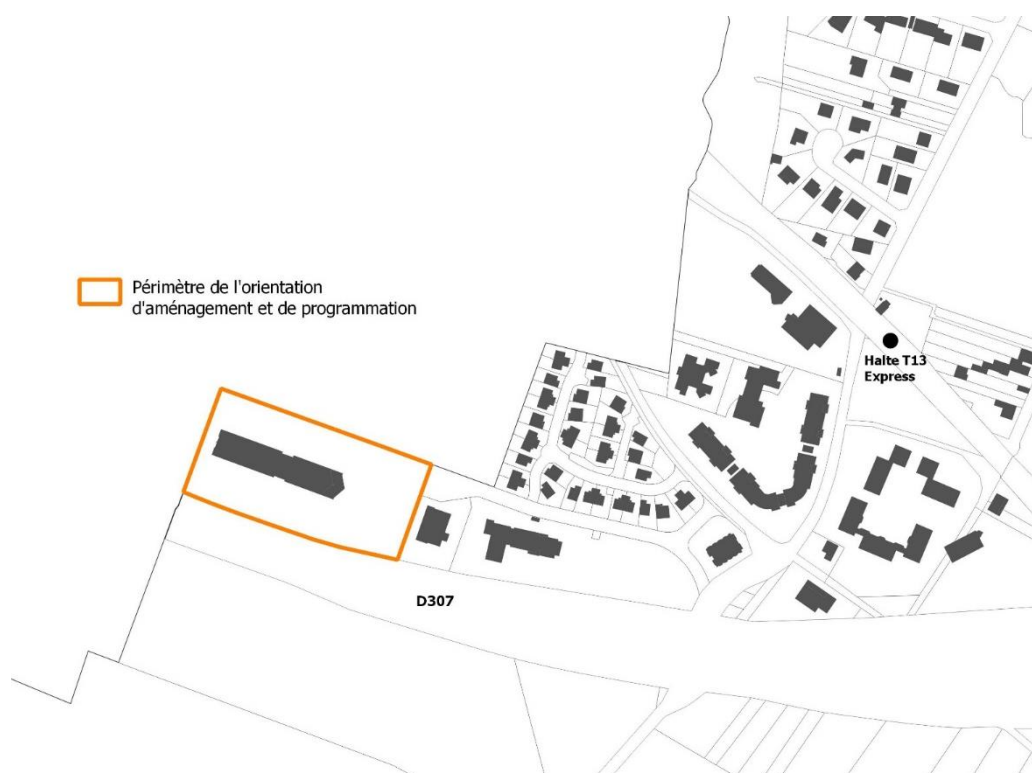 Périmètre de l'orientation
d'aménagement et de programmation
Halte T13
Express
D307